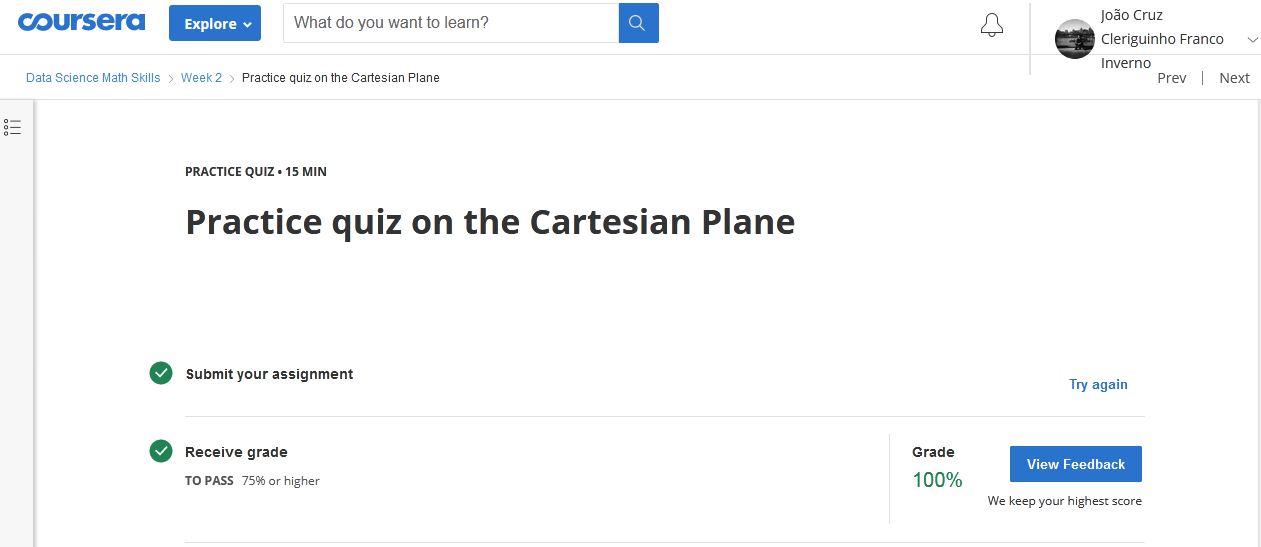 coursera
Explore
What do you want to learn?
João Cruz
Cleriguinho Franco
Inverno
Data Science Math Skills > Week 2 > Practice quiz on the Cartesian Plane
Prev | Next
PRACTICE QUIZ • 15 MIN
Practice quiz on the Cartesian Plane
Submit your assignment
Try again
Receive grade
TO PASS 75% or higher
Grade
100%
View Feedback
We keep your highest score